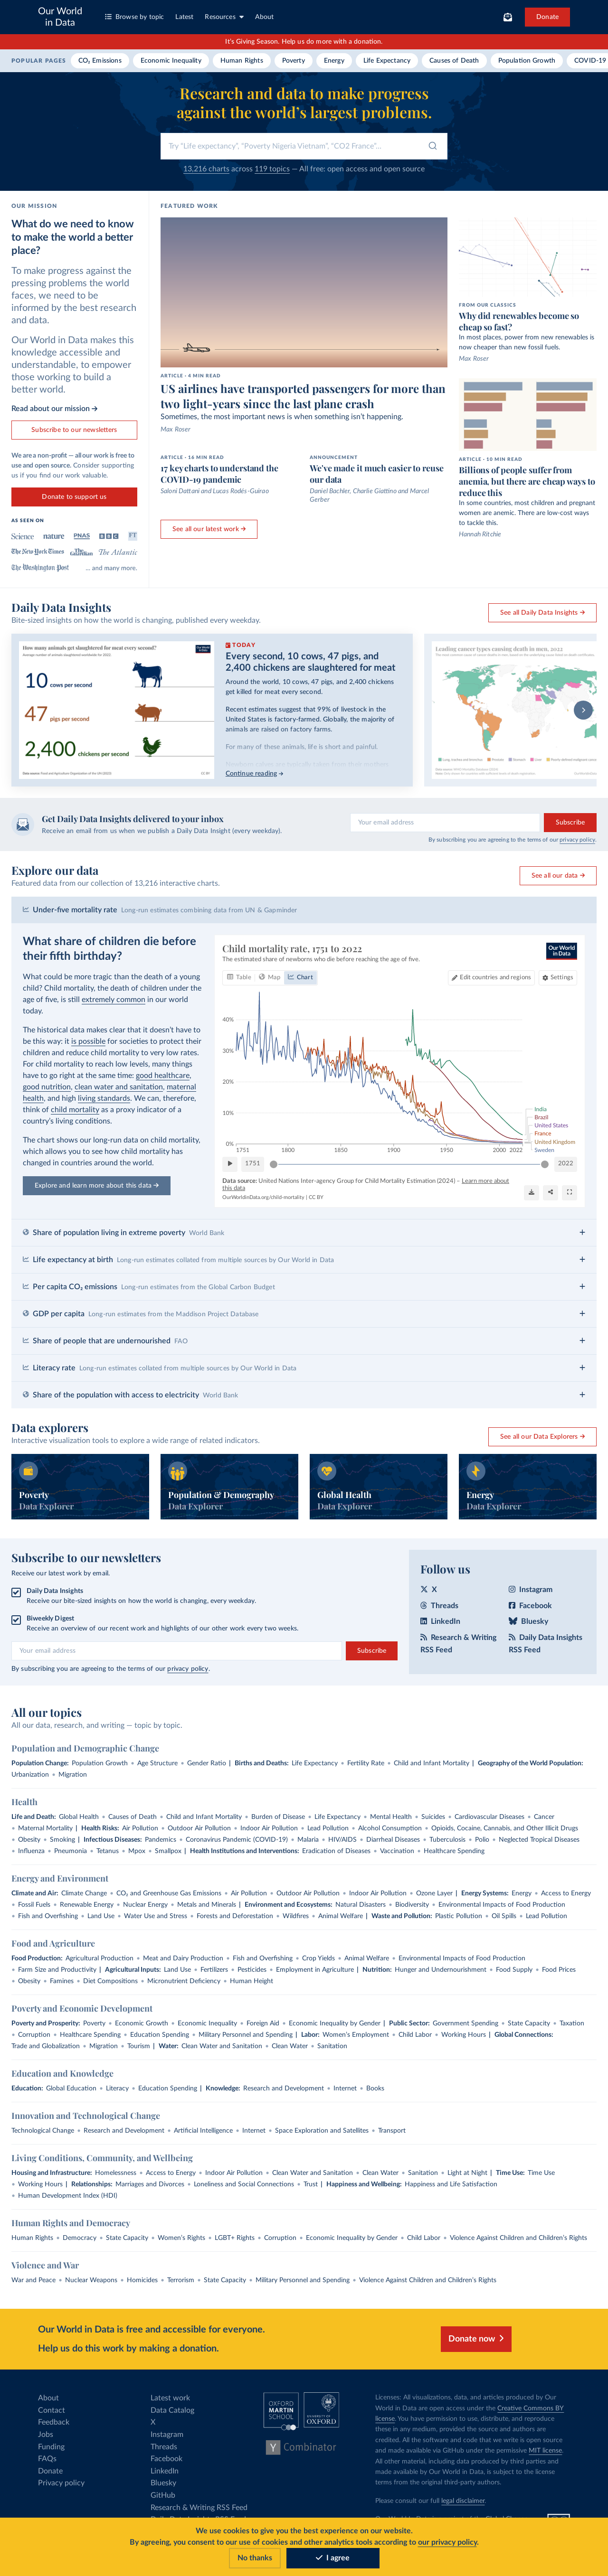 Our World
in Data
Browse by topic
Latest
Resources
About
Donate
It's Giving Season. Help us do more with a donation.
POPULAR PAGES
CO₂ Emissions
Economic Inequality
Human Rights
Poverty
Energy
Life Expectancy
Causes of Death
Population Growth
COVID-19
Research and data to make progress
against the world's largest problems.
Try "Life expectancy", "Poverty Nigeria Vietnam", "CO2 France"...
13,216 charts across 119 topics — All free: open access and open source
OUR MISSION
What do we need to know
to make the world a better
place?
To make progress against the
pressing problems the world
faces, we need to be
informed by the best research
and data.
Our World in Data makes this
knowledge accessible and
understandable, to empower
those working to build a
better world.
Read about our mission →
Subscribe to our newsletters
We are a non-profit — all our work is free to
use and open source. Consider supporting
us if you find our work valuable.
Donate to support us
AS SEEN ON
Science
nature
PNAS
BBC
FT
The New York Times
The Guardian
The Atlantic
The Washington Post
... and many more.
FEATURED WORK
ARTICLE • 4 MIN READ
US airlines have transported passengers for more than
two light-years since the last plane crash
Sometimes, the most important news is when something isn't happening.
Max Roser
ARTICLE • 16 MIN READ
17 key charts to understand the
COVID-19 pandemic
Saloni Dattani and Lucas Rodés-Guirao
ANNOUNCEMENT
We've made it much easier to reuse
our data
Daniel Bachler, Charlie Giattino and Marcel
Gerber
See all our latest work →
FROM OUR CLASSICS
Why did renewables become so
cheap so fast?
In most places, power from new renewables is
now cheaper than new fossil fuels.
Max Roser
ARTICLE • 10 MIN READ
Billions of people suffer from
anemia, but there are cheap ways to
reduce this
In some countries, most children and pregnant
women are anemic. There are low-cost ways
to tackle this.
Hannah Ritchie
Daily Data Insights
Bite-sized insights on how the world is changing, published every weekday.
See all Daily Data Insights →
How many animals get slaughtered for meat every second?
Average number of animals slaughtered worldwide for 2022.
10 cows per second
47 pigs per second
2,400 chickens per second
TODAY
Every second, 10 cows, 47 pigs, and
2,400 chickens are slaughtered for meat
Around the world, 10 cows, 47 pigs, and 2,400 chickens
get killed for meat every second.
Recent estimates suggest that 99% of livestock in the
United States is factory-farmed. Globally, the majority of
animals are raised on factory farms.
For many of these animals, life is short and painful.
Continue reading →
Leading cancer types causing death in men, 2022
Get Daily Data Insights delivered to your inbox
Receive an email from us when we publish a Daily Data Insight (every weekday).
Your email address
Subscribe
By subscribing you are agreeing to the terms of our privacy policy.
Explore our data
Featured data from our collection of 13,216 interactive charts.
See all our data →
Under-five mortality rate Long-run estimates combining data from UN & Gapminder
What share of children die before
their fifth birthday?
What could be more tragic than the death of a young
child? Child mortality, the death of children under the
age of five, is still extremely common in our world
today.
The historical data makes clear that it doesn't have to
be this way: it is possible for societies to protect their
children and reduce child mortality to very low rates.
For child mortality to reach low levels, many things
have to go right at the same time: good healthcare,
good nutrition, clean water and sanitation, maternal
health, and high living standards. We can, therefore,
think of child mortality as a proxy indicator of a
country's living conditions.
The chart shows our long-run data on child mortality,
which allows you to see how child mortality has
changed in countries around the world.
Explore and learn more about this data →
Child mortality rate, 1751 to 2022
The estimated share of newborns who die before reaching the age of five.
Our World
in Data
Table
Map
Chart
Edit countries and regions
Settings
40%
30%
20%
10%
0%
1751
1800
1850
1900
1950
2000
2022
India
Brazil
United States
France
United Kingdom
Sweden
1751
2022
Data source: United Nations Inter-agency Group for Child Mortality Estimation (2024) – Learn more about
this data
OurWorldinData.org/child-mortality | CC BY
Share of population living in extreme poverty World Bank
Life expectancy at birth Long-run estimates collated from multiple sources by Our World in Data
Per capita CO₂ emissions Long-run estimates from the Global Carbon Budget
GDP per capita Long-run estimates from the Maddison Project Database
Share of people that are undernourished FAO
Literacy rate Long-run estimates collated from multiple sources by Our World in Data
Share of the population with access to electricity World Bank
Data explorers
Interactive visualization tools to explore a wide range of related indicators.
See all our Data Explorers →
Poverty
Data Explorer
Population & Demography
Data Explorer
Global Health
Data Explorer
Energy
Data Explorer
Subscribe to our newsletters
Receive our latest work by email.
Daily Data Insights
Receive our bite-sized insights on how the world is changing, every weekday.
Biweekly Digest
Receive an overview of our recent work and highlights of our other work every two weeks.
Your email address
Subscribe
By subscribing you are agreeing to the terms of our privacy policy.
Follow us
X
Instagram
Threads
Facebook
LinkedIn
Bluesky
Research & Writing
RSS Feed
Daily Data Insights
RSS Feed
All our topics
All our data, research, and writing — topic by topic.
Population and Demographic Change
Population Change: Population Growth • Age Structure • Gender Ratio | Births and Deaths: Life Expectancy • Fertility Rate • Child and Infant Mortality | Geography of the World Population:
Urbanization • Migration
Health
Life and Death: Global Health • Causes of Death • Child and Infant Mortality • Burden of Disease • Life Expectancy • Mental Health • Suicides • Cardiovascular Diseases • Cancer
• Maternal Mortality | Health Risks: Air Pollution • Outdoor Air Pollution • Indoor Air Pollution • Lead Pollution • Alcohol Consumption • Opioids, Cocaine, Cannabis, and Other Illicit Drugs
• Obesity • Smoking | Infectious Diseases: Pandemics • Coronavirus Pandemic (COVID-19) • Malaria • HIV/AIDS • Diarrheal Diseases • Tuberculosis • Polio • Neglected Tropical Diseases
• Influenza • Pneumonia • Tetanus • Mpox • Smallpox | Health Institutions and Interventions: Eradication of Diseases • Vaccination • Healthcare Spending
Energy and Environment
Climate and Air: Climate Change • CO₂ and Greenhouse Gas Emissions • Air Pollution • Outdoor Air Pollution • Indoor Air Pollution • Ozone Layer | Energy Systems: Energy • Access to Energy
• Fossil Fuels • Renewable Energy • Nuclear Energy • Metals and Minerals | Environment and Ecosystems: Natural Disasters • Biodiversity • Environmental Impacts of Food Production
• Fish and Overfishing • Land Use • Water Use and Stress • Forests and Deforestation • Wildfires • Animal Welfare | Waste and Pollution: Plastic Pollution • Oil Spills • Lead Pollution
Food and Agriculture
Food Production: Agricultural Production • Meat and Dairy Production • Fish and Overfishing • Crop Yields • Animal Welfare • Environmental Impacts of Food Production
• Farm Size and Productivity | Agricultural Inputs: Land Use • Fertilizers • Pesticides • Employment in Agriculture | Nutrition: Hunger and Undernourishment • Food Supply • Food Prices
• Obesity • Famines • Diet Compositions • Micronutrient Deficiency • Human Height
Poverty and Economic Development
Poverty and Prosperity: Poverty • Economic Growth • Economic Inequality • Foreign Aid • Economic Inequality by Gender | Public Sector: Government Spending • State Capacity • Taxation
• Corruption • Healthcare Spending • Education Spending • Military Personnel and Spending | Labor: Women's Employment • Child Labor • Working Hours | Global Connections:
Trade and Globalization • Migration • Tourism | Water: Clean Water and Sanitation • Clean Water • Sanitation
Education and Knowledge
Education: Global Education • Literacy • Education Spending | Knowledge: Research and Development • Internet • Books
Innovation and Technological Change
Technological Change • Research and Development • Artificial Intelligence • Internet • Space Exploration and Satellites • Transport
Living Conditions, Community, and Wellbeing
Housing and Infrastructure: Homelessness • Access to Energy • Indoor Air Pollution • Clean Water and Sanitation • Clean Water • Sanitation • Light at Night | Time Use: Time Use
• Working Hours | Relationships: Marriages and Divorces • Loneliness and Social Connections • Trust | Happiness and Wellbeing: Happiness and Life Satisfaction
• Human Development Index (HDI)
Human Rights and Democracy
Human Rights • Democracy • State Capacity • Women's Rights • LGBT+ Rights • Corruption • Economic Inequality by Gender • Child Labor • Violence Against Children and Children's Rights
Violence and War
War and Peace • Nuclear Weapons • Homicides • Terrorism • State Capacity • Military Personnel and Spending • Violence Against Children and Children's Rights
Our World in Data is free and accessible for everyone.
Help us do this work by making a donation.
Donate now
About
Contact
Feedback
Jobs
Funding
FAQs
Donate
Privacy policy
Latest work
Data Catalog
X
Instagram
Threads
Facebook
LinkedIn
Bluesky
GitHub
Research & Writing RSS Feed
OXFORD
MARTIN
SCHOOL
UNIVERSITY OF
OXFORD
Y Combinator
Licenses: All visualizations, data, and articles produced by Our
World in Data are open access under the Creative Commons BY
license. You have permission to use, distribute, and reproduce
these in any medium, provided the source and authors are
credited. All the software and code that we write is open source
and made available via GitHub under the permissive MIT license.
All other material, including data produced by third parties and
made available by Our World in Data, is subject to the license
terms from the original third-party authors.
Please consult our full legal disclaimer.
We use cookies to give you the best experience on our website.
By agreeing, you consent to our use of cookies and other analytics tools according to our privacy policy.
No thanks
I agree